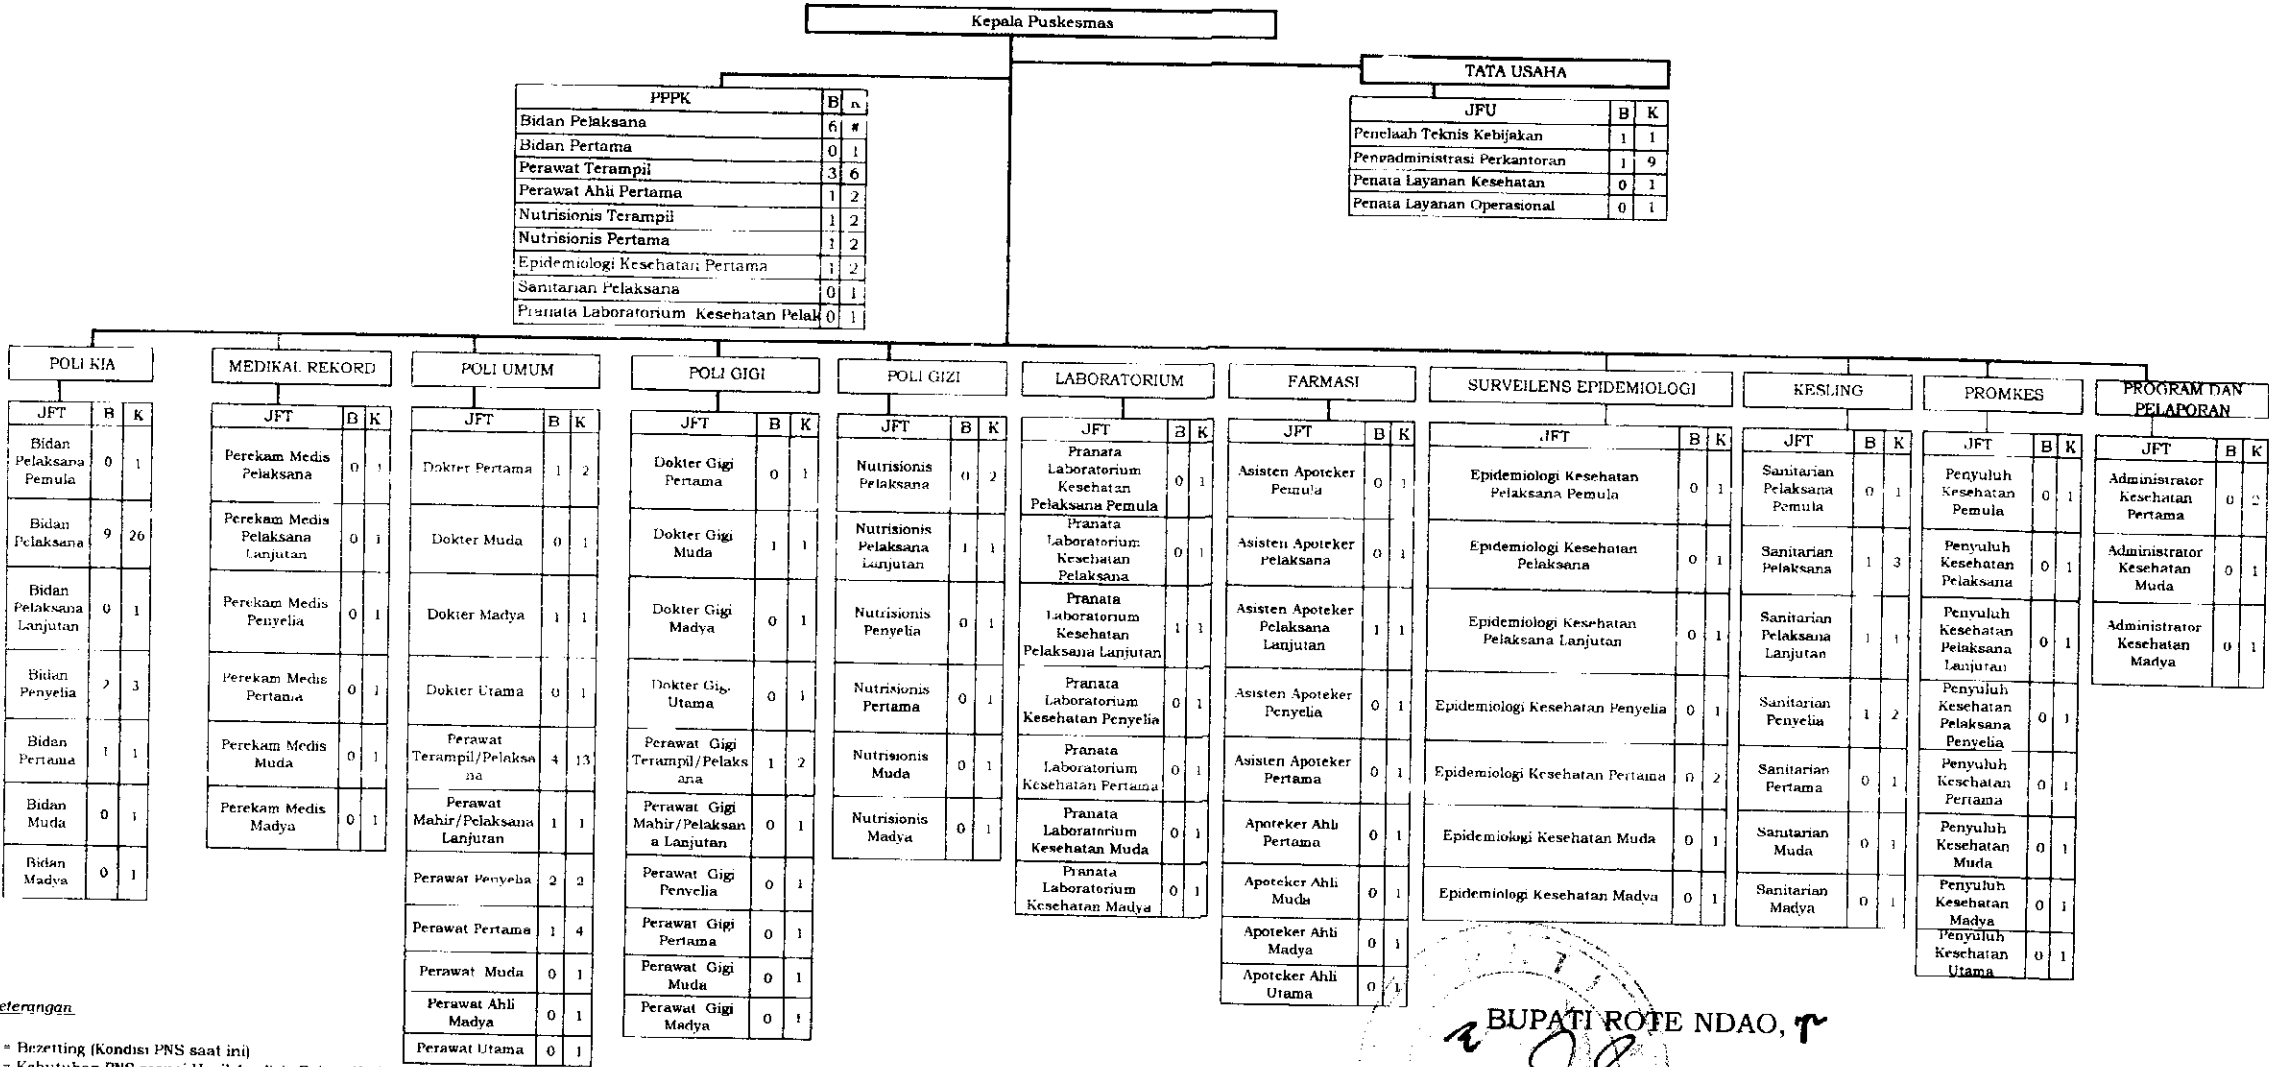 Kepala Puskesmas
TATA USAHA
PPPK B
Bidan Pelaksana 6 #
Bidan Pertama 0 1
Perawat Terampil 3 6
Perawat Ahli Pertama 1 2
Nutrisionis Terampil 1 2
Nutrisionis Pertama 1 2
Epidemiologi Kesehatan Pertama 1 2
Sanitarian Pelaksana 0 1
Pranata Laboratorium Kesehatan Pelak 0 1
JFU B K
Penelaah Teknis Kebijakan 1 1
Pengadministrasi Perkantoran 1 9
Penata Layanan Kesehatan 0 1
Penata Layanan Operasional 0 1
POLI KIA
JFT B K
Bidan
Pelaksana 0 1
Pemula
Bidan
Pelaksana 9 26
Bidan
Pelaksana 0 1
Lanjutan
Bidan
Penyelia 2 3
Bidan
Pertama 1 1
Bidan
Muda 0 1
Bidan
Madya 0 1
MEDIKAL REKORD
JFT B K
Perekam Medis
Pelaksana 0 1
Perekam Medis
Pelaksana 0 1
Lanjutan
Perekam Medis
Penyelia 0 1
Perekam Medis
Pertama 0 1
Perekam Medis
Muda 0 1
Perekam Medis
Madya 0 1
POLI UMUM
JFT B K
Dokter Pertama 1 2
Dokter Muda 0 1
Dokter Madya 1 1
Dokter Utama 0 1
Perawat
Terampil/Pelaksa 4 13
na
Perawat
Mahir/Pelaksana 1 1
Lanjutan
Perawat Penyelia 2 2
Perawat Pertama 1 4
Perawat Muda 0 1
Perawat Ahli
Madya 0 1
Perawat Utama 0 1
POLI GIGI
JFT B K
Dokter Gigi
Pertama 0 1
Dokter Gigi
Muda 1 1
Dokter Gigi
Madya 0 1
Dokter Gigi
Utama 0 1
Perawat Gigi
Terampil/Pelaks 1 2
ana
Perawat Gigi
Mahir/Pelaksan 0 1
a Lanjutan
Perawat Gigi
Penyelia 0 1
Perawat Gigi
Pertama 0 1
Perawat Gigi
Muda 0 1
Perawat Gigi
Madya 0 1
POLI GIZI
JFT B K
Nutrisionis
Pelaksana 0 2
Nutrisionis
Pelaksana 1 1
Lanjutan
Nutrisionis
Penyelia 0 1
Nutrisionis
Pertama 0 1
Nutrisionis
Muda 0 1
Nutrisionis
Madya 0 1
LABORATORIUM
JFT B K
Pranata
Laboratorium
Kesehatan 0 1
Pelaksana Pemula
Pranata
Laboratorium
Kesehatan 0 1
Pelaksana
Pranata
Laboratorium
Kesehatan 1 1
Pelaksana Lanjutan
Pranata
Laboratorium 0 1
Kesehatan Penyelia
Pranata
Laboratorium 0 1
Kesehatan Pertama
Pranata
Laboratorium 0 1
Kesehatan Muda
Pranata
Laboratorium 0 1
Kesehatan Madya
FARMASI
JFT B K
Asisten Apoteker
Pemula 0 1
Asisten Apoteker
Pelaksana 0 1
Asisten Apoteker
Pelaksana 1 1
Lanjutan
Asisten Apoteker
Penyelia 0 1
Asisten Apoteker
Pertama 0 1
Apoteker Ahli
Pertama 0 1
Apoteker Ahli
Muda 0 1
Apoteker Ahli
Madya 0 1
Apoteker Ahli
Utama 0 1
SURVEILENS EPIDEMIOLOGI
JFT B K
Epidemiologi Kesehatan
Pelaksana Pemula 0 1
Epidemiologi Kesehatan
Pelaksana 0 1
Epidemiologi Kesehatan
Pelaksana Lanjutan 0 1
Epidemiologi Kesehatan Penyelia 0 1
Epidemiologi Kesehatan Pertama 0 2
Epidemiologi Kesehatan Muda 0 1
Epidemiologi Kesehatan Madya 0 1
KESLING
JFT B K
Sanitarian
Pelaksana 0 1
Pemula
Sanitarian
Pelaksana 1 3
Sanitarian
Pelaksana 1 1
Lanjutan
Sanitarian
Penyelia 1 2
Sanitarian
Pertama 0 1
Sanitarian
Muda 0 1
Sanitarian
Madya 0 1
PROMKES
JFT B K
Penyuluh
Kesehatan 0 1
Pemula
Penyuluh
Kesehatan 0 1
Pelaksana
Penyuluh
Kesehatan
Pelaksana 0 1
Lanjutan
Penyuluh
Kesehatan
Pelaksana 0 1
Penyelia
Penyuluh
Kesehatan 0 1
Pertama
Penyuluh
Kesehatan 0 1
Muda
Penyuluh
Kesehatan 0 1
Madya
Penyuluh
Kesehatan 0 1
Utama
PROGRAM DAN
PELAPORAN
JFT B K
Administrator
Kesehatan 0 2
Pertama
Administrator
Kesehatan 0 1
Muda
Administrator
Kesehatan 0 1
Madya
eterangan
= Bezetting (Kondisi PNS saat ini)
BUPATI ROTE NDAO,